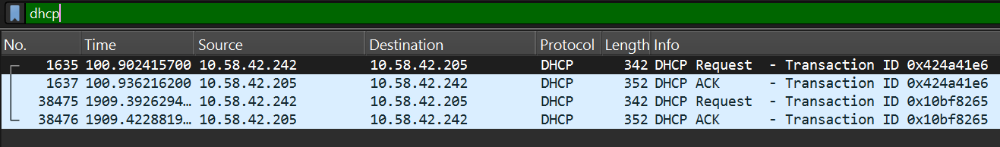 dhcp
No. Time Source Destination Protocol Length Info
1635 100.902415700 10.58.42.242 10.58.42.205 DHCP 342 DHCP Request - Transaction ID 0x424a41e6
1637 100.936216200 10.58.42.205 10.58.42.242 DHCP 352 DHCP ACK - Transaction ID 0x424a41e6
38475 1909.3926294… 10.58.42.242 10.58.42.205 DHCP 342 DHCP Request - Transaction ID 0x10bf8265
38476 1909.4228819… 10.58.42.205 10.58.42.242 DHCP 352 DHCP ACK - Transaction ID 0x10bf8265